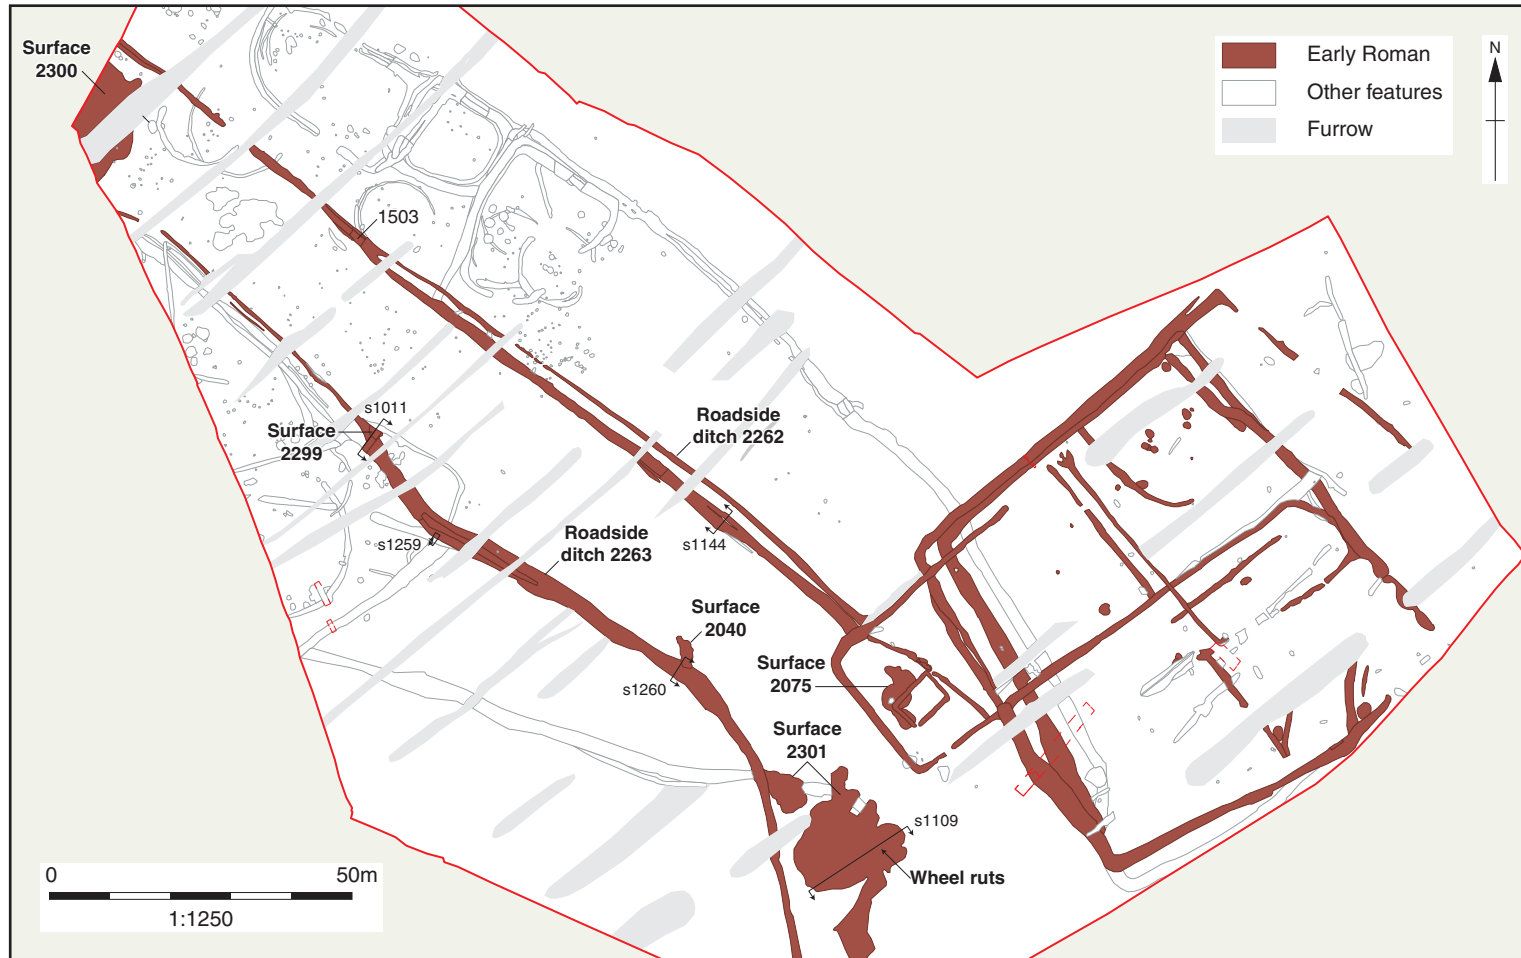 Surface
2300
Early Roman
Other features
Furrow
N
1503
s1011
Surface
2299
Roadside
ditch 2262
s1259
Roadside
ditch 2263
s1144
Surface
2040
s1260
Surface
2075
Surface
2301
s1109
Wheel ruts
0 50m
1:1250